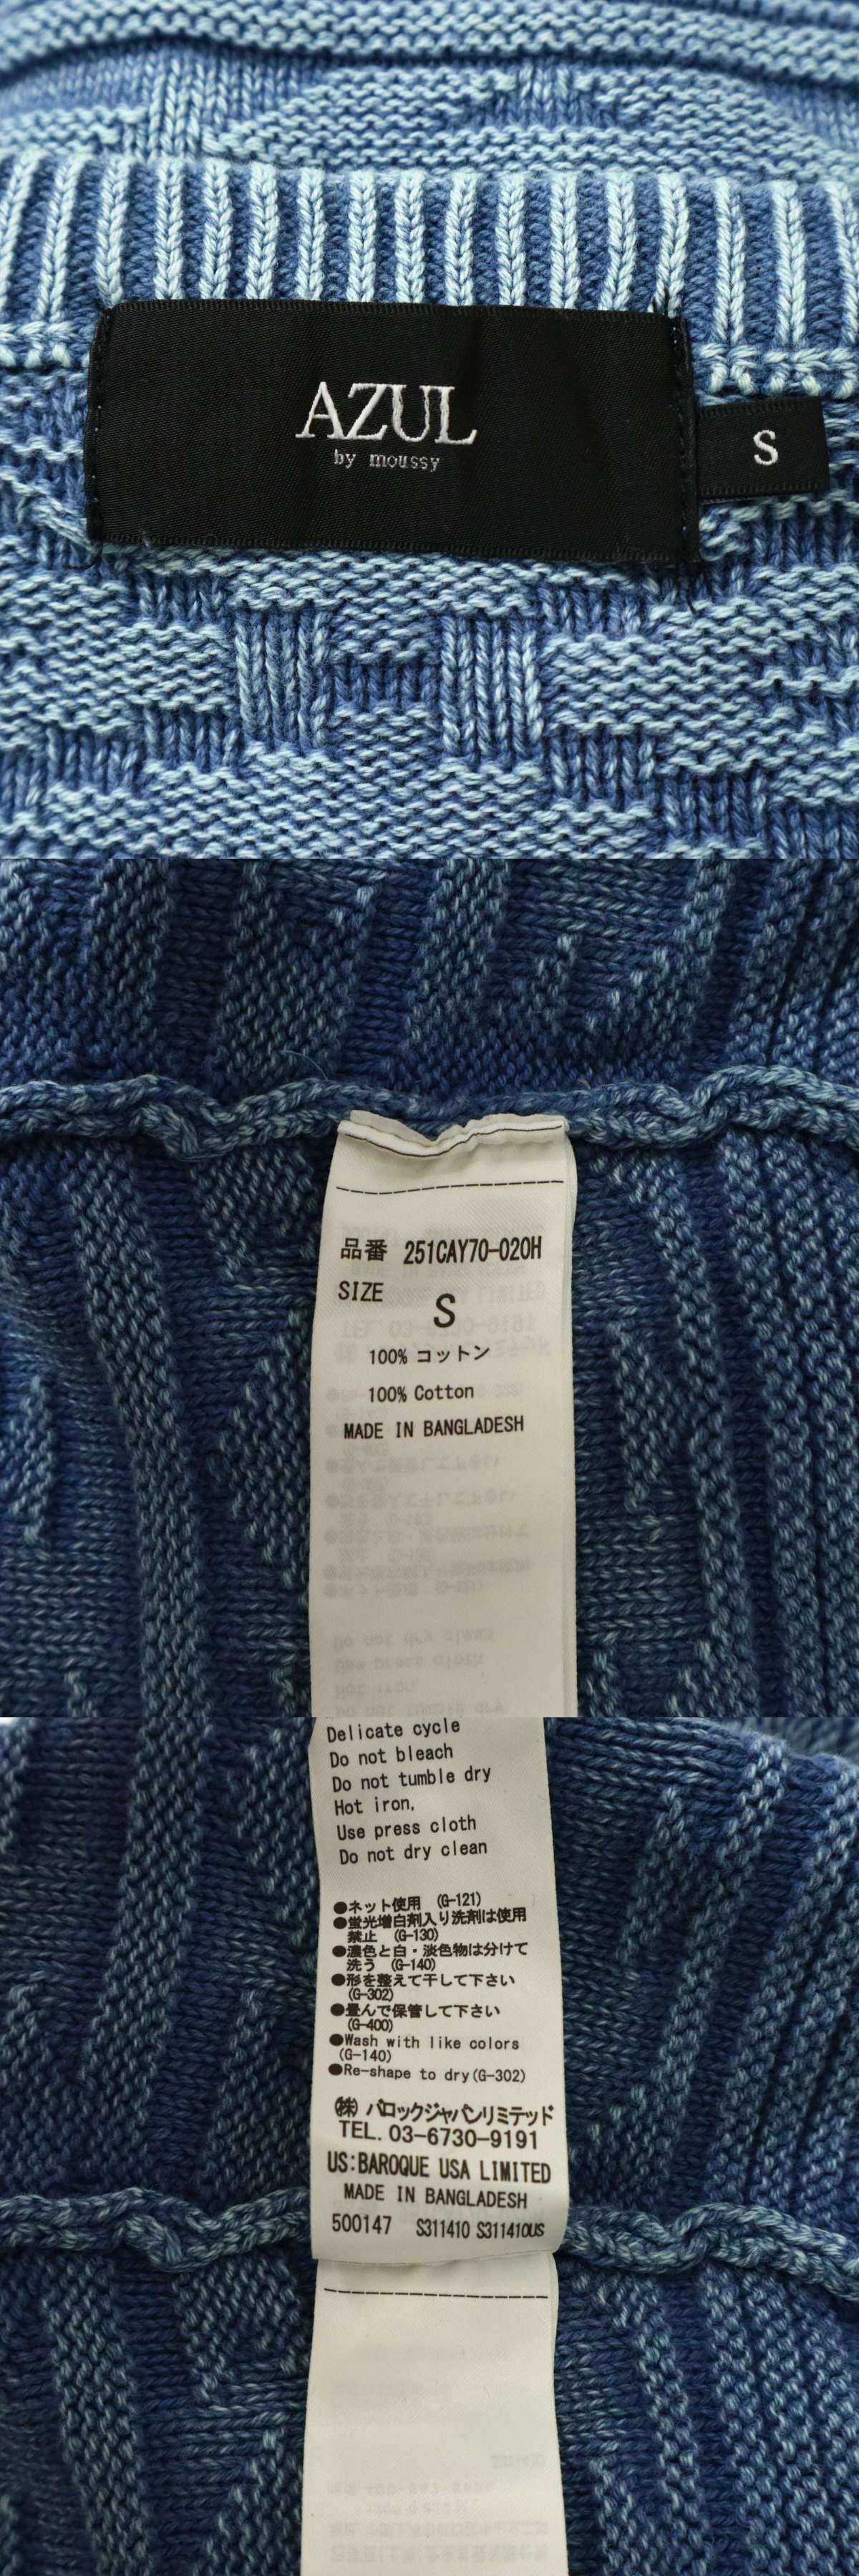 AZUL
by moussy
S
品番 251CAY70-020H
SIZE
S
100% コットン
100% Cotton
MADE IN BANGLADESH
Delicate cycle
Do not bleach
Do not tumble dry
Hot iron,
Use press cloth
Do not dry clean
●ネット使用 (G-121)
●蛍光増白剤入り洗剤は使用
禁止 (G-130)
●濃色と白・淡色物は分けて
洗う (G-140)
●形を整えて干して下さい
(G-302)
●畳んで保管して下さい
(G-400)
●Wash with like colors
(G-140)
●Re-shape to dry(G-302)
㈱ バロックジャパンリミテッド
TEL. 03-6730-9191
US:BAROQUE USA LIMITED
MADE IN BANGLADESH
500147 S311410 S311410US